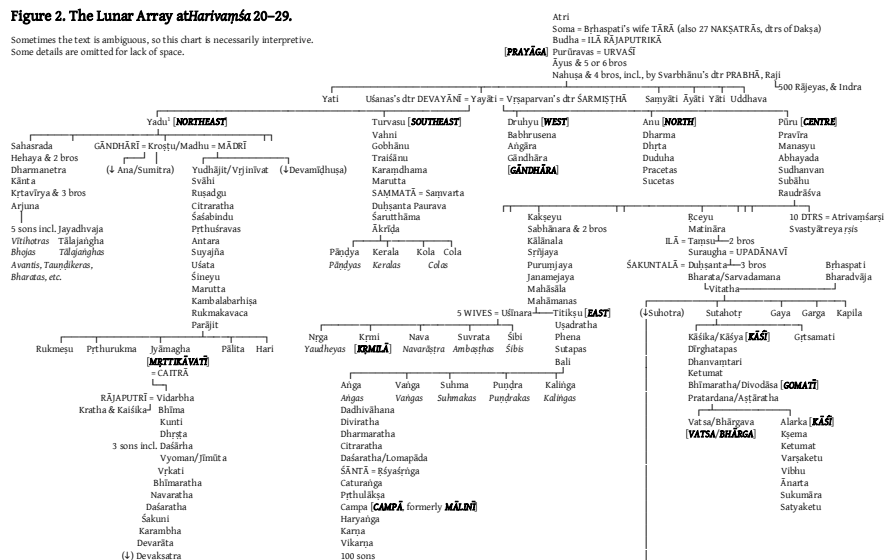 Figure 2. The Lunar Array at Harivaṃśa 20–29.
Sometimes the text is ambiguous, so this chart is necessarily interpretive.
Some details are omitted for lack of space.
Atri
Soma = Bṛhaspati's wife TĀRĀ (also 27 NAKṢATRĀs, dtrs of Dakṣa)
Budha = ILĀ RĀJAPUTRIKĀ
[PRAYĀGA] Purūravas = URVAŚĪ
Āyus & 5 or 6 bros
Nahuṣa & 4 bros, incl., by Svarbhānu's dtr PRABHĀ, Raji
500 Rājeyas, & Indra
Yati Uśanas's dtr DEVAYĀNĪ = Yayāti = Vṛṣaparvan's dtr ŚARMIṢṬHĀ Saṃyāti Āyāti Yāti Uddhava
Yadu¹ [NORTHEAST] Turvasu [SOUTHEAST] Druhyu [WEST] Anu [NORTH] Pūru [CENTRE]
Vahni Babhrusena Dharma Pravīra
Sahasrada GĀNDHĀRĪ = Kroṣṭu/Madhu = MĀDRĪ Gobhānu Aṅgāra Dhṛta Manasyu
Hehaya & 2 bros Traiśānu Gāndhāra Duduha Abhayada
Dharmanetra (↓ Ana/Sumitra) Yudhājit/Vṛjinīvat (↓Devamīḍhuṣa) Karaṃdhama [GĀNDHĀRA] Pracetas Sudhanvan
Kānta Svāhi Marutta Sucetas Subāhu
Kṛtavīrya & 3 bros Ruṣadgu SAMMATĀ = Saṃvarta Raudrāśva
Arjuna Citraratha Duḥṣanta Paurava
Śaśabindu Śarutthāma Kakṣeyu Ṛceyu 10 DTRS = Atrivaṃśarṣi
5 sons incl. Jayadhvaja Pṛthuśravas Ākrīḍa Sabhānara & 2 bros Matināra Svastyātreya ṛṣis
Vītihotras Tālajaṅgha Antara Kālānala ILĀ = Taṃsu 2 bros
Bhojas Tālajaṅghas Suyajña Pāṇḍya Kerala Kola Cola Sṛñjaya Suraugha = UPADĀNAVĪ
Avantis, Tauṇḍikeras, Uśata Pāṇḍyas Keralas Colas Puruṃjaya ŚAKUNTALĀ = Duḥṣanta 3 bros Bṛhaspati
Bharatas, etc. Śineyu Janamejaya Bharata/Sarvadamana Bharadvāja
Marutta Mahāsāla Vitatha
Kambalabarhiṣa Mahāmanas
Rukmakavaca 5 WIVES = Uśīnara Titikṣu [EAST] (↓Suhotra) Sutahotṛ Gaya Garga Kapila
Parājit Uṣadratha
Nṛga Kṛmi Nava Suvrata Śibi Phena Kāśika/Kāśya [KĀŚĪ] Gṛtsamati
Rukmeṣu Pṛthurukma Jyāmagha Pālita Hari Yaudheyas [KṚMILĀ] Navarāṣṭra Ambaṣṭhas Śibis Sutapas Dīrghatapas
[MṚTTIKĀVATĪ] Bali Dhanvaṃtari
= CAITRĀ Ketumat
Aṅga Vaṅga Suhma Puṇḍra Kaliṅga Bhīmaratha/Divodāsa [GOMATĪ]
RĀJAPUTRĪ = Vidarbha Aṅgas Vaṅgas Suhmakas Puṇḍrakas Kaliṅgas Pratardana/Aṣṭāratha
Kratha & Kaiśika Bhīma Dadhivāhana
Kunti Diviratha Vatsa/Bhārgava Alarka [KĀŚĪ]
Dhṛṣṭa Dharmaratha [VATSA/BHĀRGA] Kṣema
3 sons incl. Daśārha Citraratha Ketumat
Vyoman/Jīmūta Daśaratha/Lomapāda Varṣaketu
Vṛkati ŚĀNTĀ = Ṛśyaśṛṅga Vibhu
Bhīmaratha Caturaṅga Ānarta
Navaratha Pṛthulākṣa Sukumāra
Daśaratha Campa [CAMPĀ, formerly MĀLINĪ] Satyaketu
Śakuni Haryaṅga
Karambha Karṇa
Devarāta Vikarṇa
(↓) Devakṣatra 100 sons